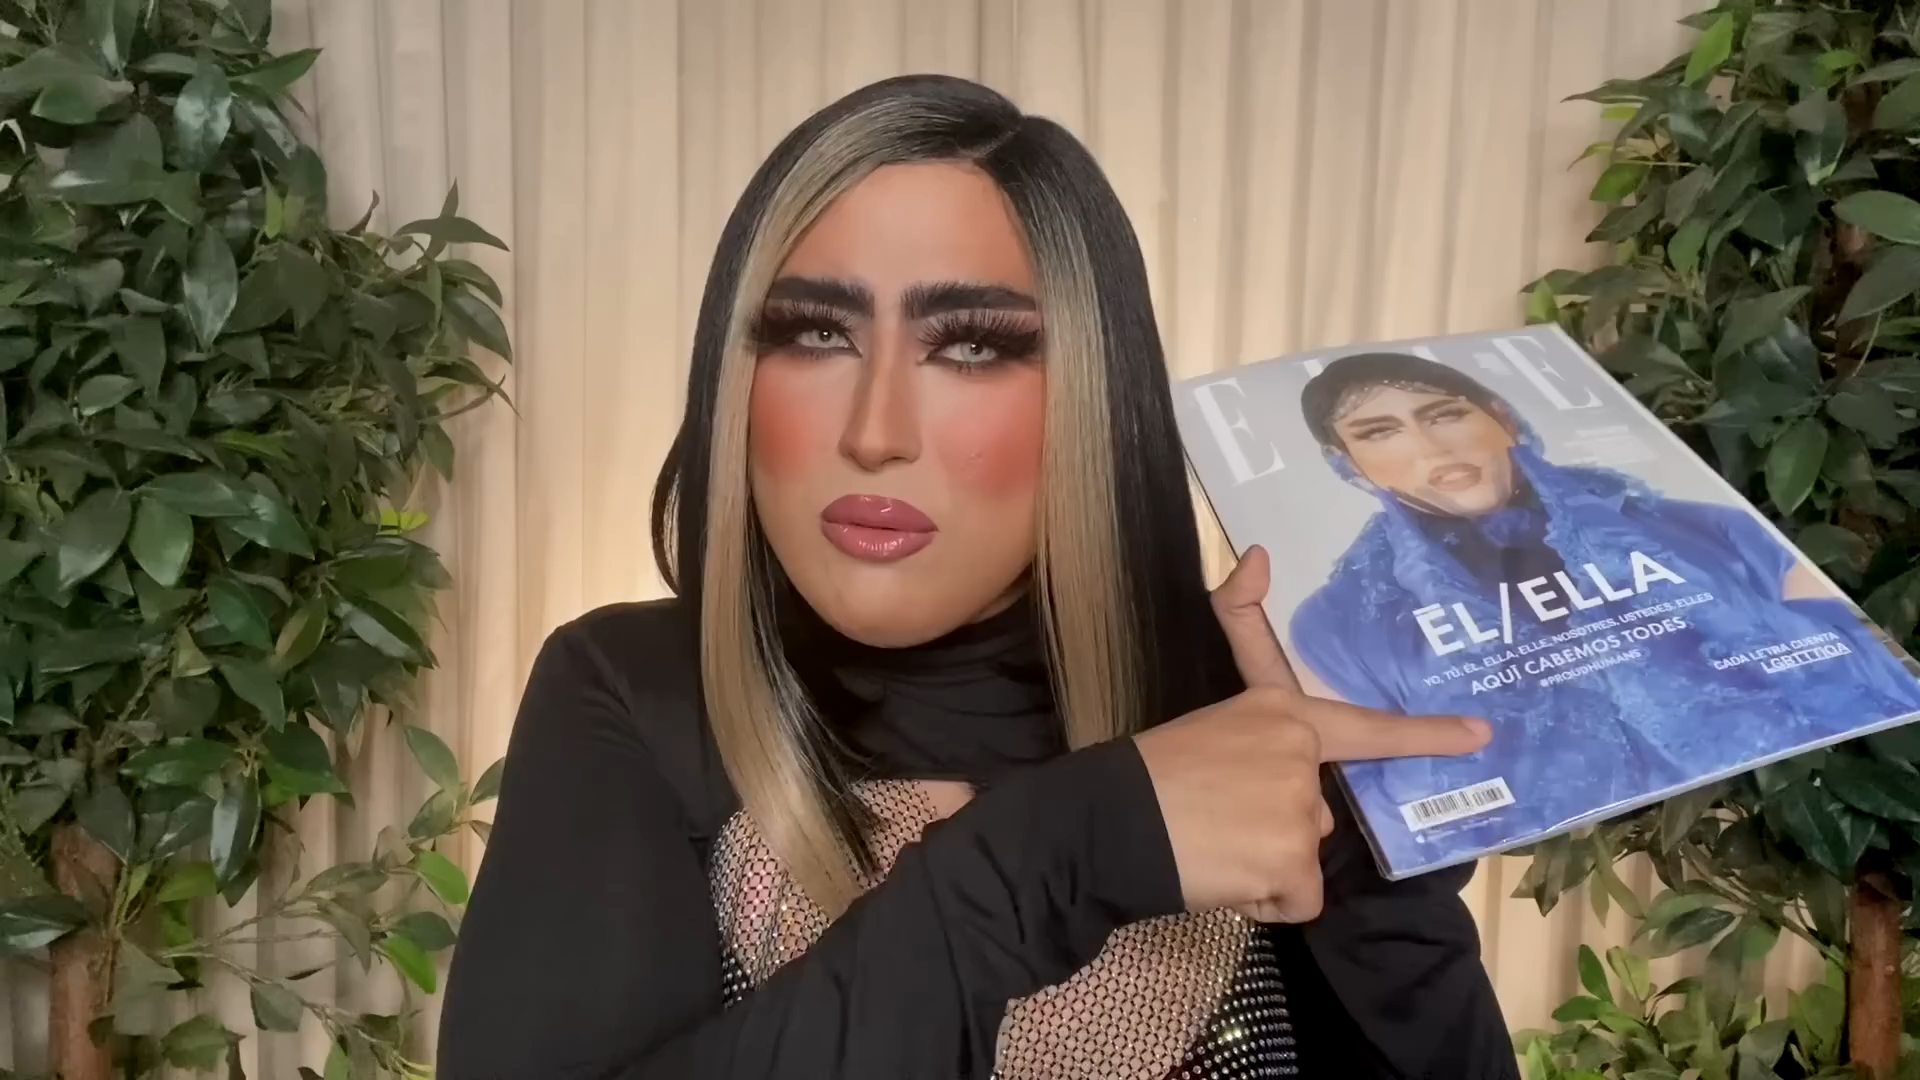 ELLE
ÉL/ELLA
YO, TÚ, ÉL, ELLA, ELLE, NOSOTRES, USTEDES, ELLES
AQUÍ CABEMOS TODES
#PROUDHUMANS
CADA LETRA CUENTA
LGBTTTIQA